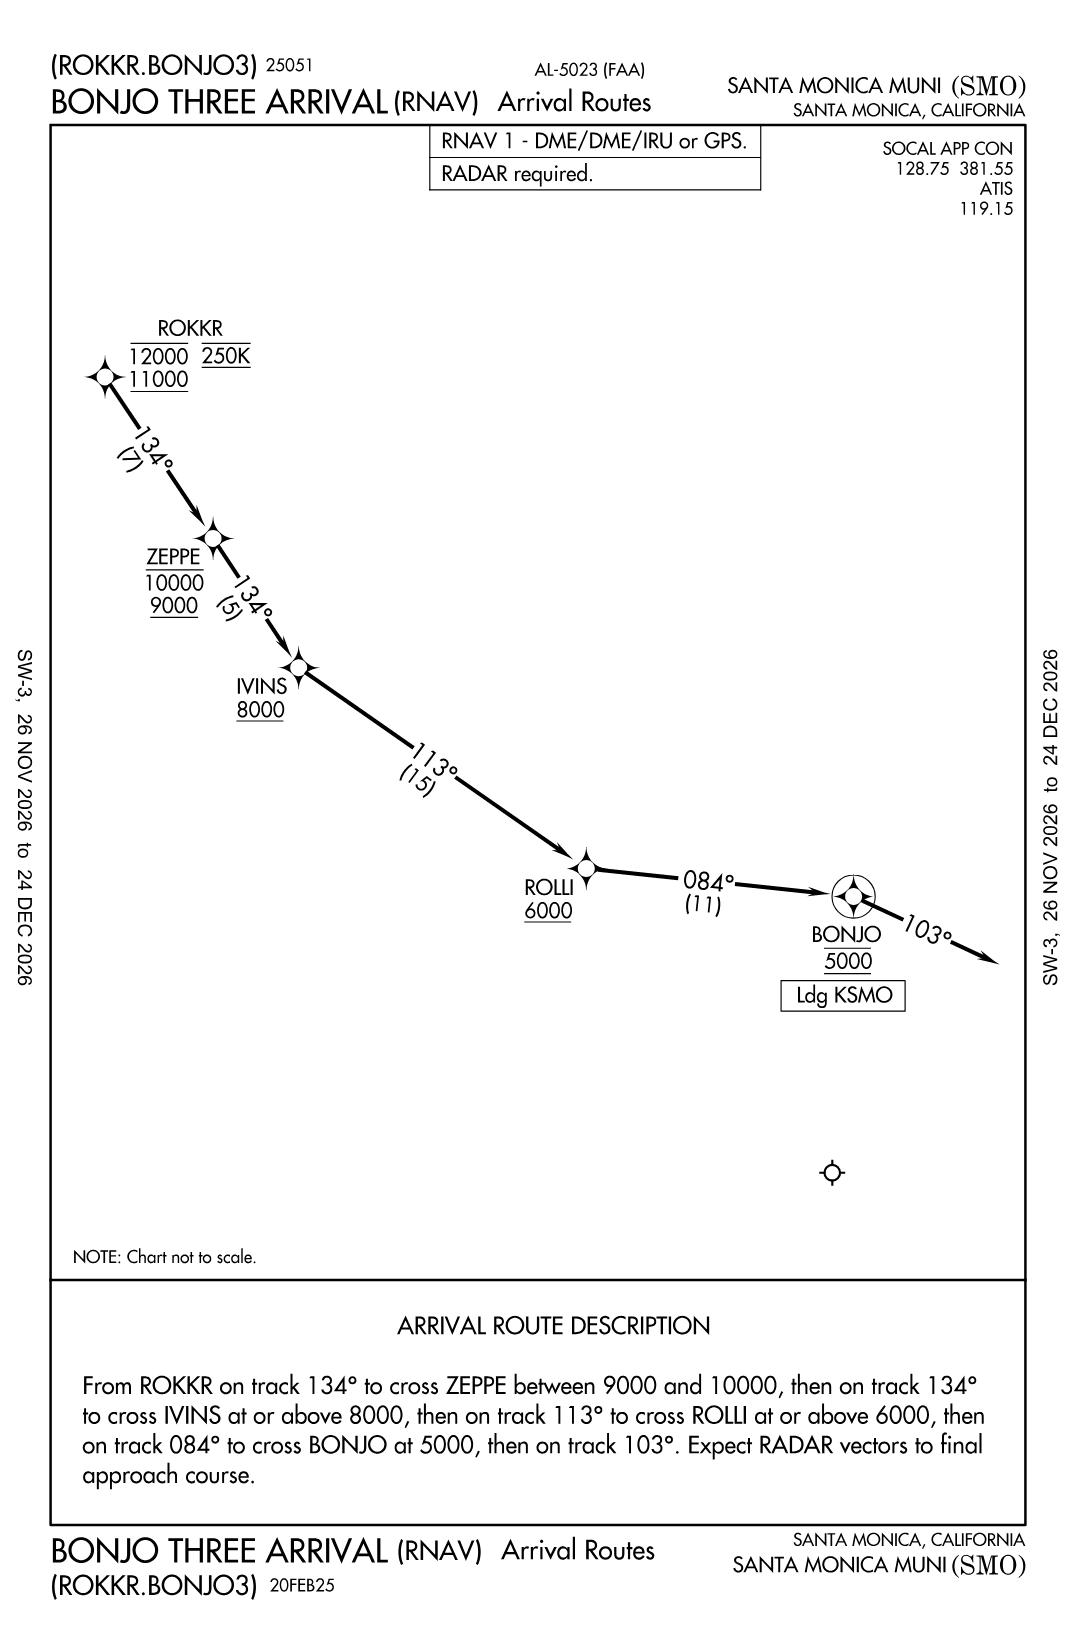 (ROKKR.BONJO3) 25051
AL-5023 (FAA)
SANTA MONICA MUNI (SMO)
BONJO THREE ARRIVAL (RNAV) Arrival Routes
SANTA MONICA, CALIFORNIA
RNAV 1 - DME/DME/IRU or GPS.
RADAR required.
SOCAL APP CON
128.75 381.55
ATIS
119.15
ROKKR
12000 250K
11000
134°
(7)
ZEPPE
10000
9000
134°
(5)
IVINS
8000
113°
(15)
ROLLI
6000
084°
(11)
BONJO
5000
103°
Ldg KSMO
SW-3, 26 NOV 2026 to 24 DEC 2026
SW-3, 26 NOV 2026 to 24 DEC 2026
NOTE: Chart not to scale.
ARRIVAL ROUTE DESCRIPTION
From ROKKR on track 134° to cross ZEPPE between 9000 and 10000, then on track 134°
to cross IVINS at or above 8000, then on track 113° to cross ROLLI at or above 6000, then
on track 084° to cross BONJO at 5000, then on track 103°. Expect RADAR vectors to final
approach course.
BONJO THREE ARRIVAL (RNAV) Arrival Routes
SANTA MONICA, CALIFORNIA
SANTA MONICA MUNI (SMO)
(ROKKR.BONJO3) 20FEB25